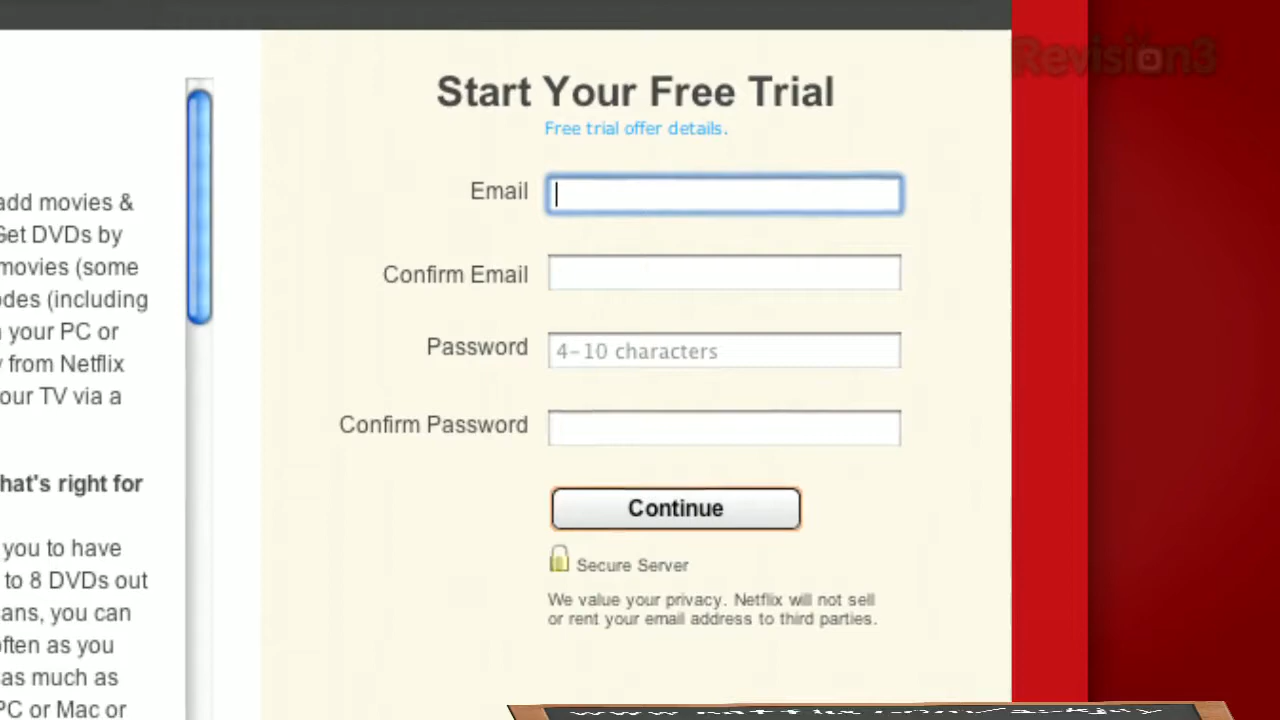 Revision3
Start Your Free Trial
Free trial offer details.
Email
Confirm Email
Password
4-10 characters
Confirm Password
Continue
Secure Server
We value your privacy. Netflix will not sell
or rent your email address to third parties.
add movies &
Get DVDs by
movies (some
odes (including
your PC or
from Netflix
our TV via a
hat's right for
you to have
to 8 DVDs out
ans, you can
often as you
as much as
PC or Mac or